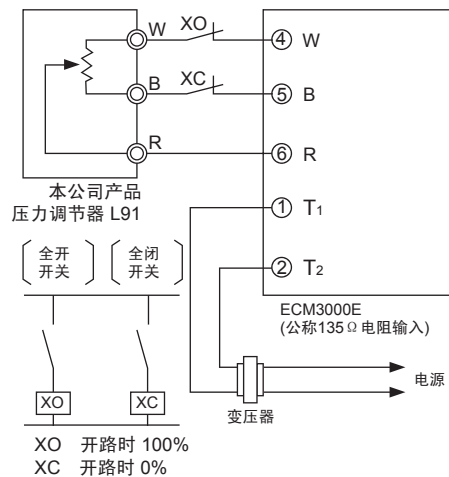 W XO ④ W
B XC ⑤ B
R ⑥ R
本公司产品
压力调节器 L91
① T1
② T2
全开
开关
全闭
开关
ECM3000E
(公称135Ω电阻输入)
XO XC
变压器
电源
XO 开路时 100%
XC 开路时 0%